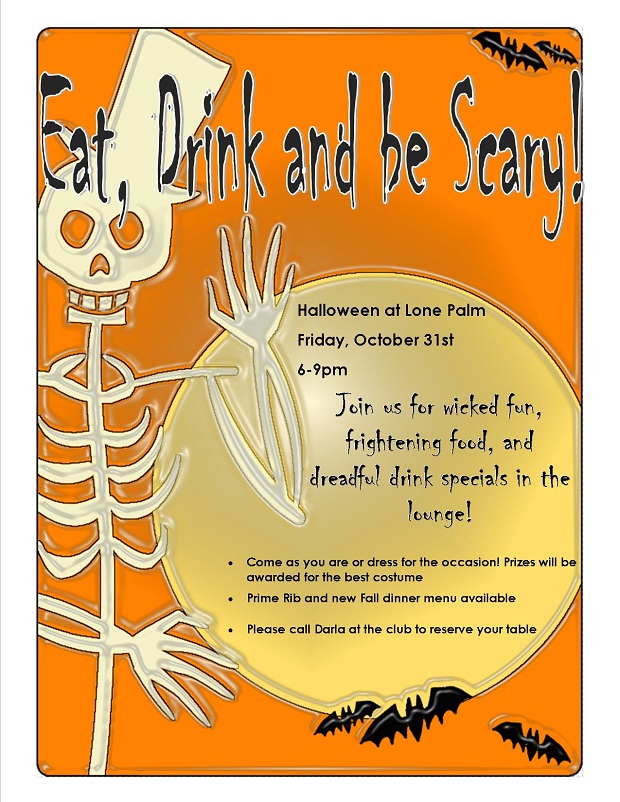 Eat, Drink and be Scary!
Halloween at Lone Palm
Friday, October 31st
6-9pm
Join us for wicked fun,
frightening food, and
dreadful drink specials in the
lounge!
• Come as you are or dress for the occasion! Prizes will be
awarded for the best costume
• Prime Rib and new Fall dinner menu available
• Please call Darla at the club to reserve your table